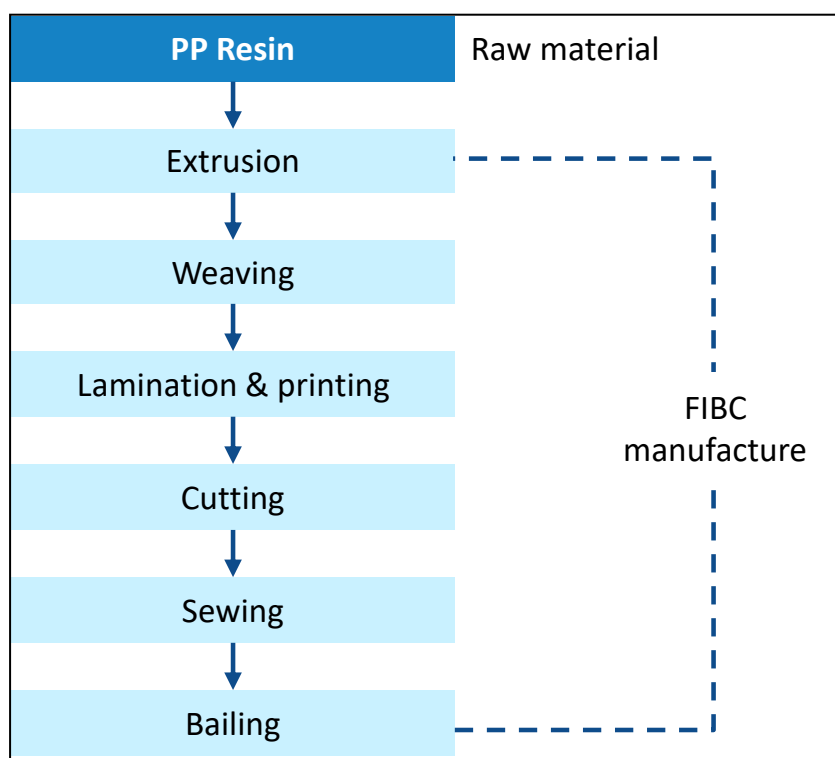 PP Resin
Raw material
Extrusion
Weaving
Lamination & printing
FIBC
manufacture
Cutting
Sewing
Bailing